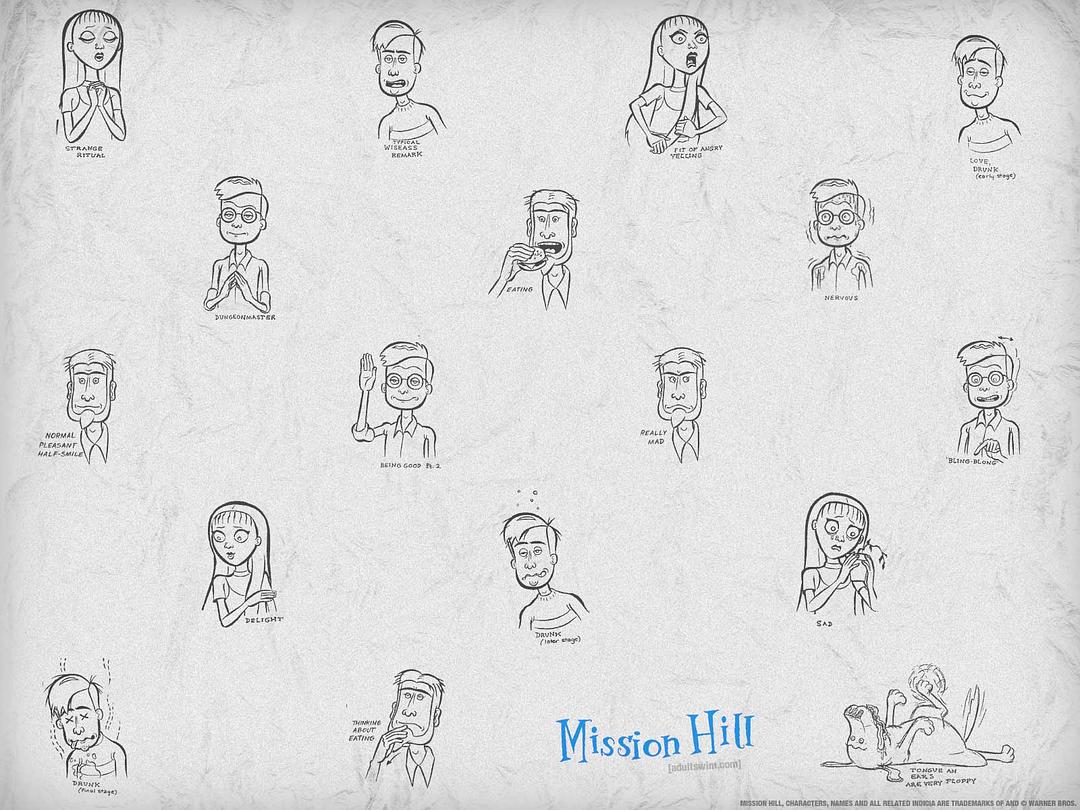 STRANGE
RITUAL
TYPICAL
WISEASS
REMARK
FIT OF ANGRY
YELLING
LOVE,
DRUNK
(early stage)
DUNGEONMASTER
EATING
NERVOUS
NORMAL
PLEASANT
HALF-SMILE
BEING GOOD Pt. 2
REALLY
MAD
"BLING-BLONG"
DELIGHT
DRUNK
(later stage)
SAD
DRUNK
(final stage)
THINKING
ABOUT
EATING
Mission Hill
[adultswim.com]
TONGUE AN
EARS
ARE VERY FLOPPY
MISSION HILL, CHARACTERS, NAMES AND ALL RELATED INDICIA ARE TRADEMARKS OF AND © WARNER BROS.